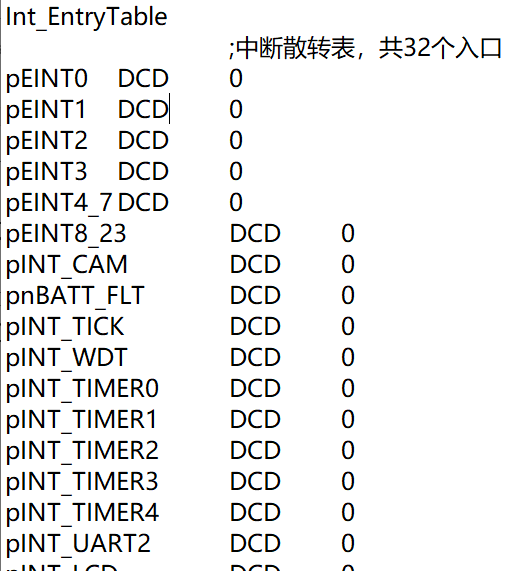 Int_EntryTable
;中断散转表，共32个入口
pEINT0 DCD 0
pEINT1 DCD 0
pEINT2 DCD 0
pEINT3 DCD 0
pEINT4_7 DCD 0
pEINT8_23 DCD 0
pINT_CAM DCD 0
pnBATT_FLT DCD 0
pINT_TICK DCD 0
pINT_WDT DCD 0
pINT_TIMER0 DCD 0
pINT_TIMER1 DCD 0
pINT_TIMER2 DCD 0
pINT_TIMER3 DCD 0
pINT_TIMER4 DCD 0
pINT_UART2 DCD 0
pINT_LCD DCD 0